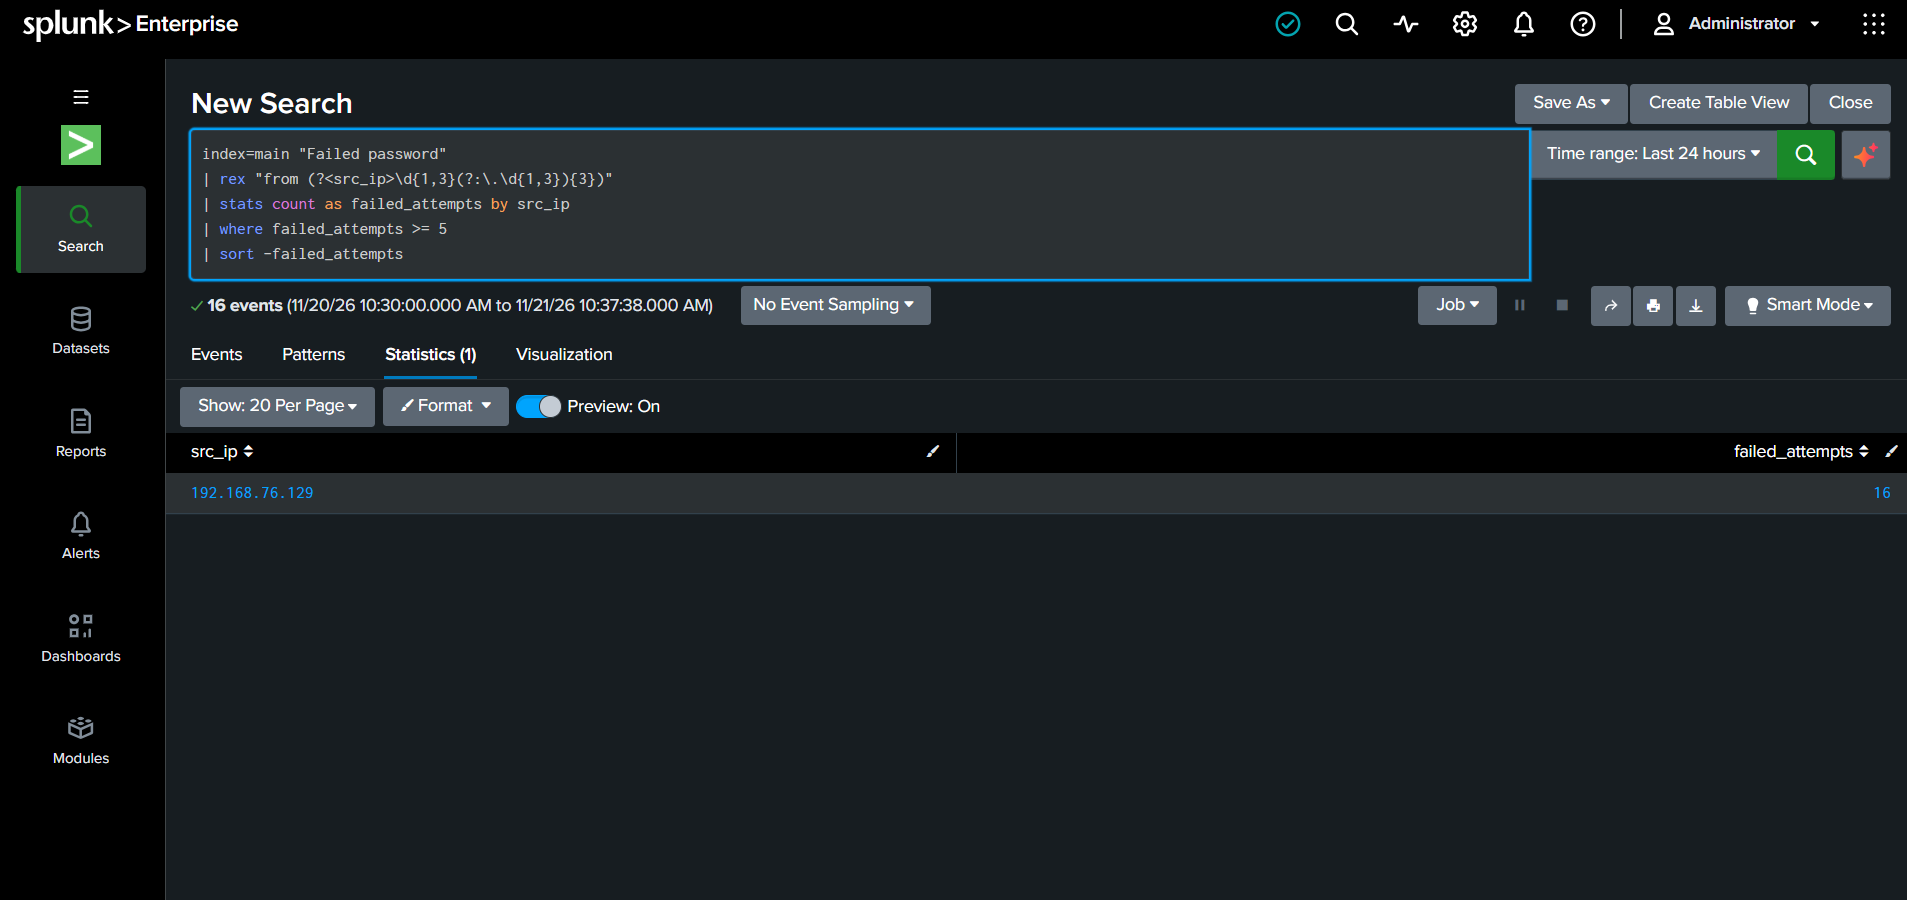 splunk>Enterprise
Administrator
New Search
Save As
Create Table View
Close
index=main "Failed password"
| rex "from (?<src_ip>\d{1,3}(?:\.\d{1,3}){3})"
| stats count as failed_attempts by src_ip
| where failed_attempts >= 5
| sort -failed_attempts
Time range: Last 24 hours
16 events (11/20/26 10:30:00.000 AM to 11/21/26 10:37:38.000 AM)
No Event Sampling
Job
Smart Mode
Events
Patterns
Statistics (1)
Visualization
Show: 20 Per Page
Format
Preview: On
src_ip
failed_attempts
192.168.76.129
16
Search
Datasets
Reports
Alerts
Dashboards
Modules